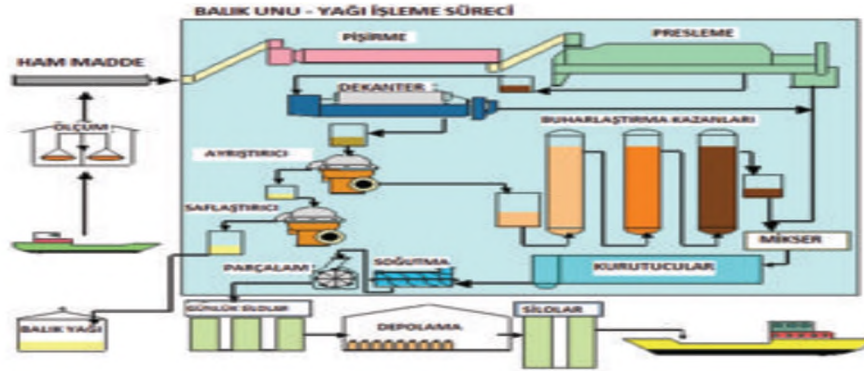 BALIK UNU - YAĞI İŞLEME SÜRECİ
PİŞİRME
PRESLEME
HAM MADDE
DEKANTER
ÖLÇÜM
BUHARLAŞTIRMA KAZANLARI
AYRIŞTIRICI
SAFLAŞTIRICI
MİKSER
PARÇALAM
SOĞUTMA
KURUTUCULAR
BALIK YAĞI
GÜNLÜK SİLOLAR
DEPOLAMA
SİLOLAR